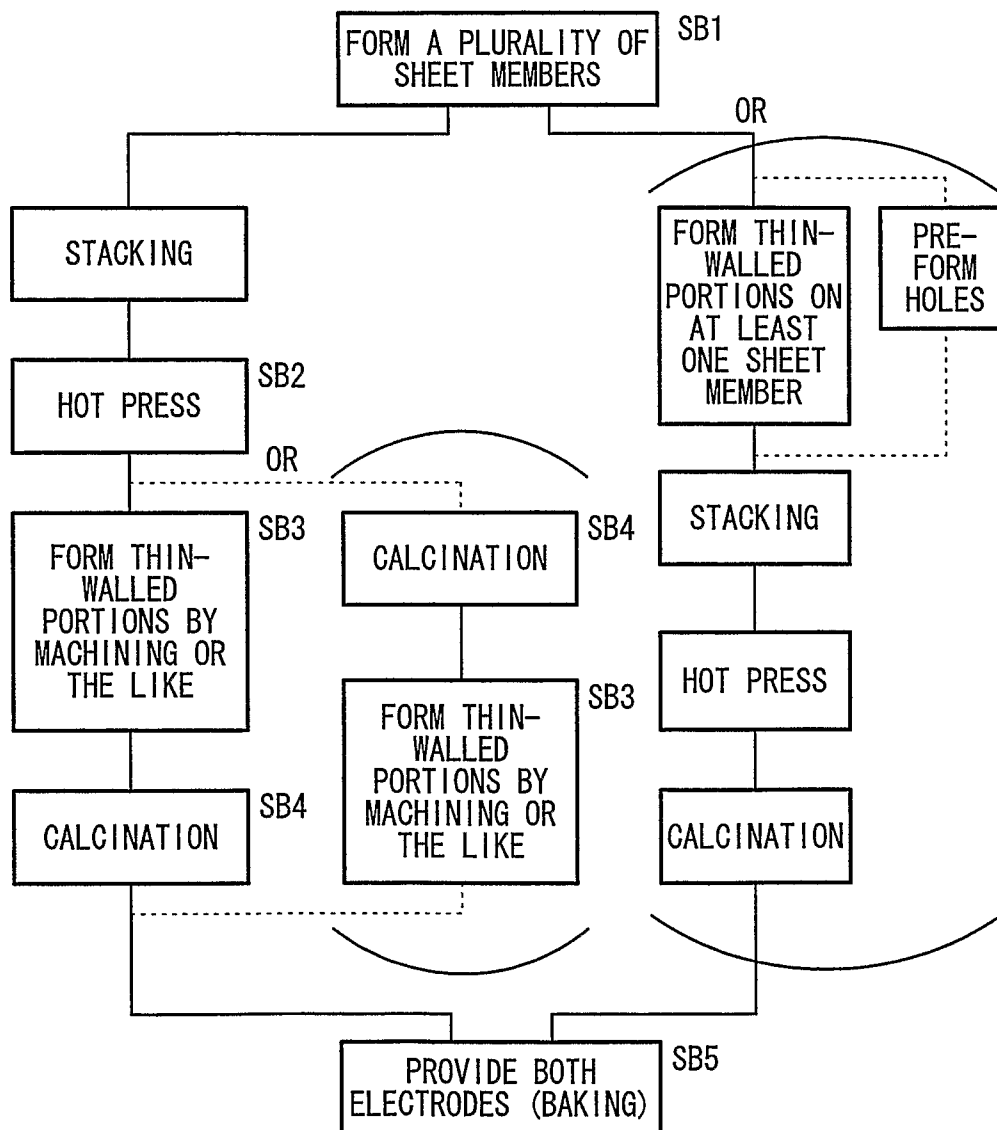 FORM A PLURALITY OF
SHEET MEMBERS
SB1
OR
STACKING
HOT PRESS
SB2
OR
FORM THIN-
WALLED
PORTIONS BY
MACHINING OR
THE LIKE
SB3
CALCINATION
SB4
CALCINATION
SB4
FORM THIN-
WALLED
PORTIONS BY
MACHINING OR
THE LIKE
SB3
FORM THIN-
WALLED
PORTIONS ON
AT LEAST
ONE SHEET
MEMBER
PRE-
FORM
HOLES
STACKING
HOT PRESS
CALCINATION
PROVIDE BOTH
ELECTRODES (BAKING)
SB5